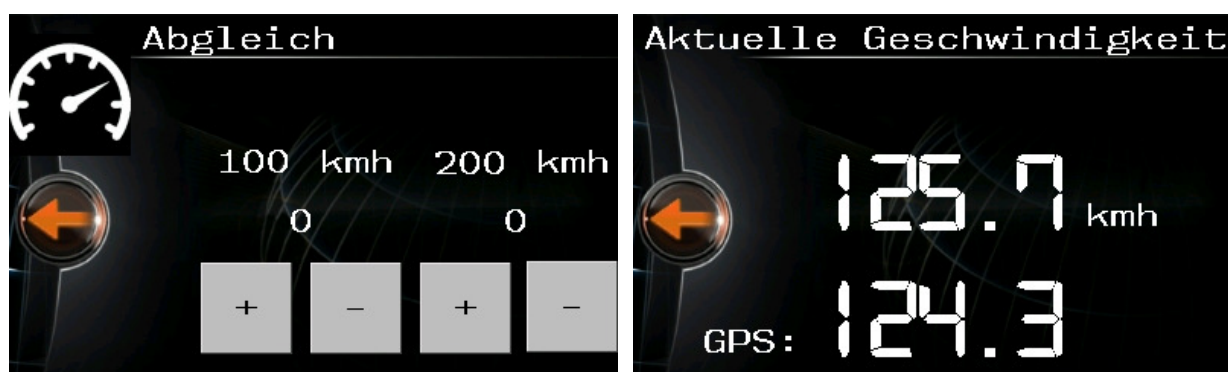 Abgleich
100 kmh 200 kmh
0 0
+ - + -
Aktuelle Geschwindigkeit
125.7 kmh
GPS: 124.3